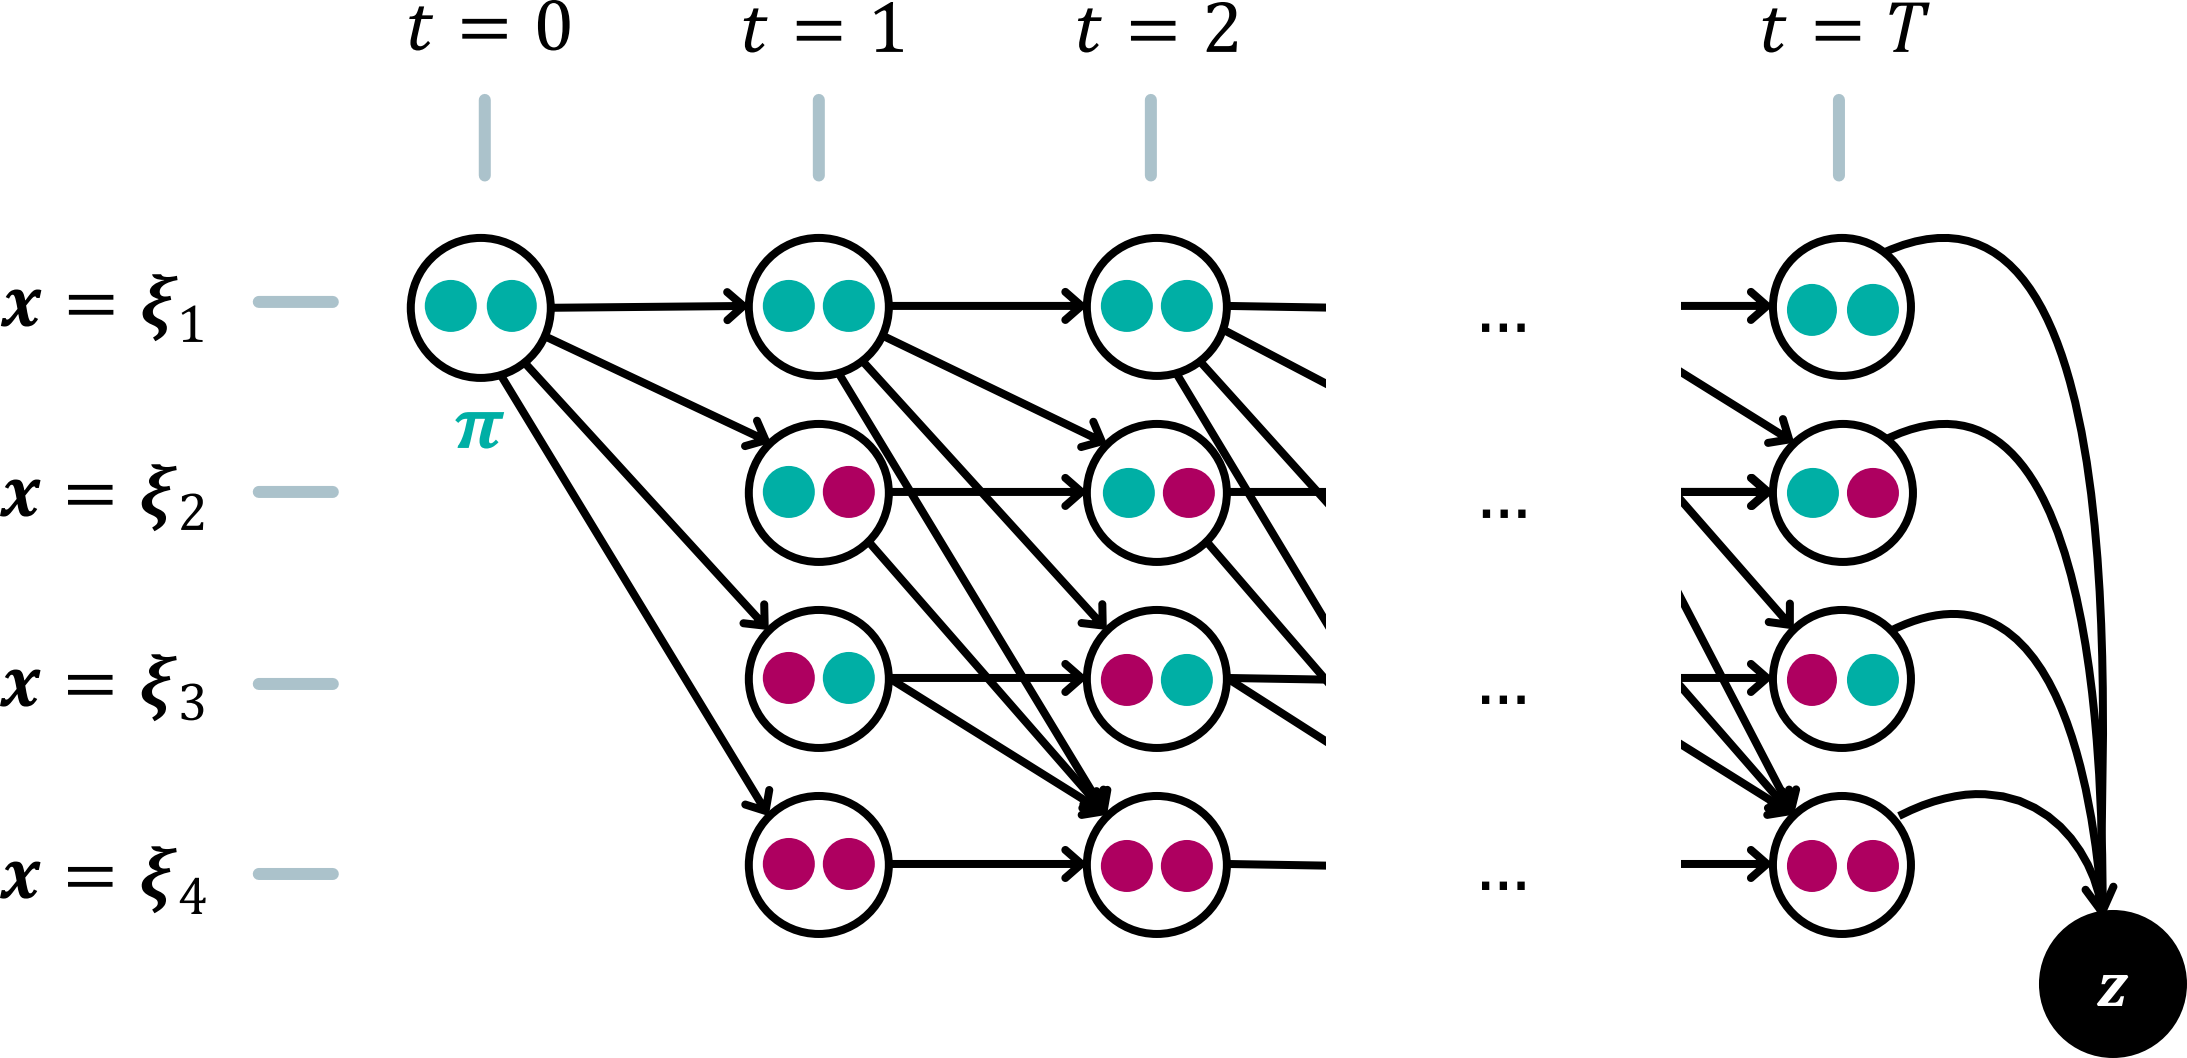 t = 0 t = 1 t = 2 t = T
x = ξ1 ...
π
x = ξ2 ...
x = ξ3 ...
x = ξ4 ...
z